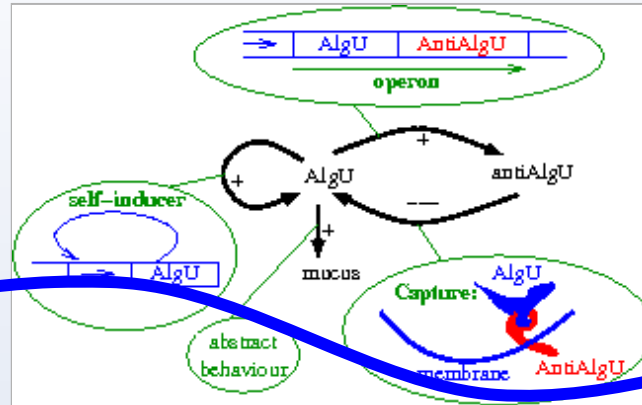 AlgU AntiAlgU
operon
+
AlgU
antiAlgU
+
self-inducer
AlgU
—
+
mucus
AlgU
Capture:
abstract
behaviour
membrane
AntiAlgU